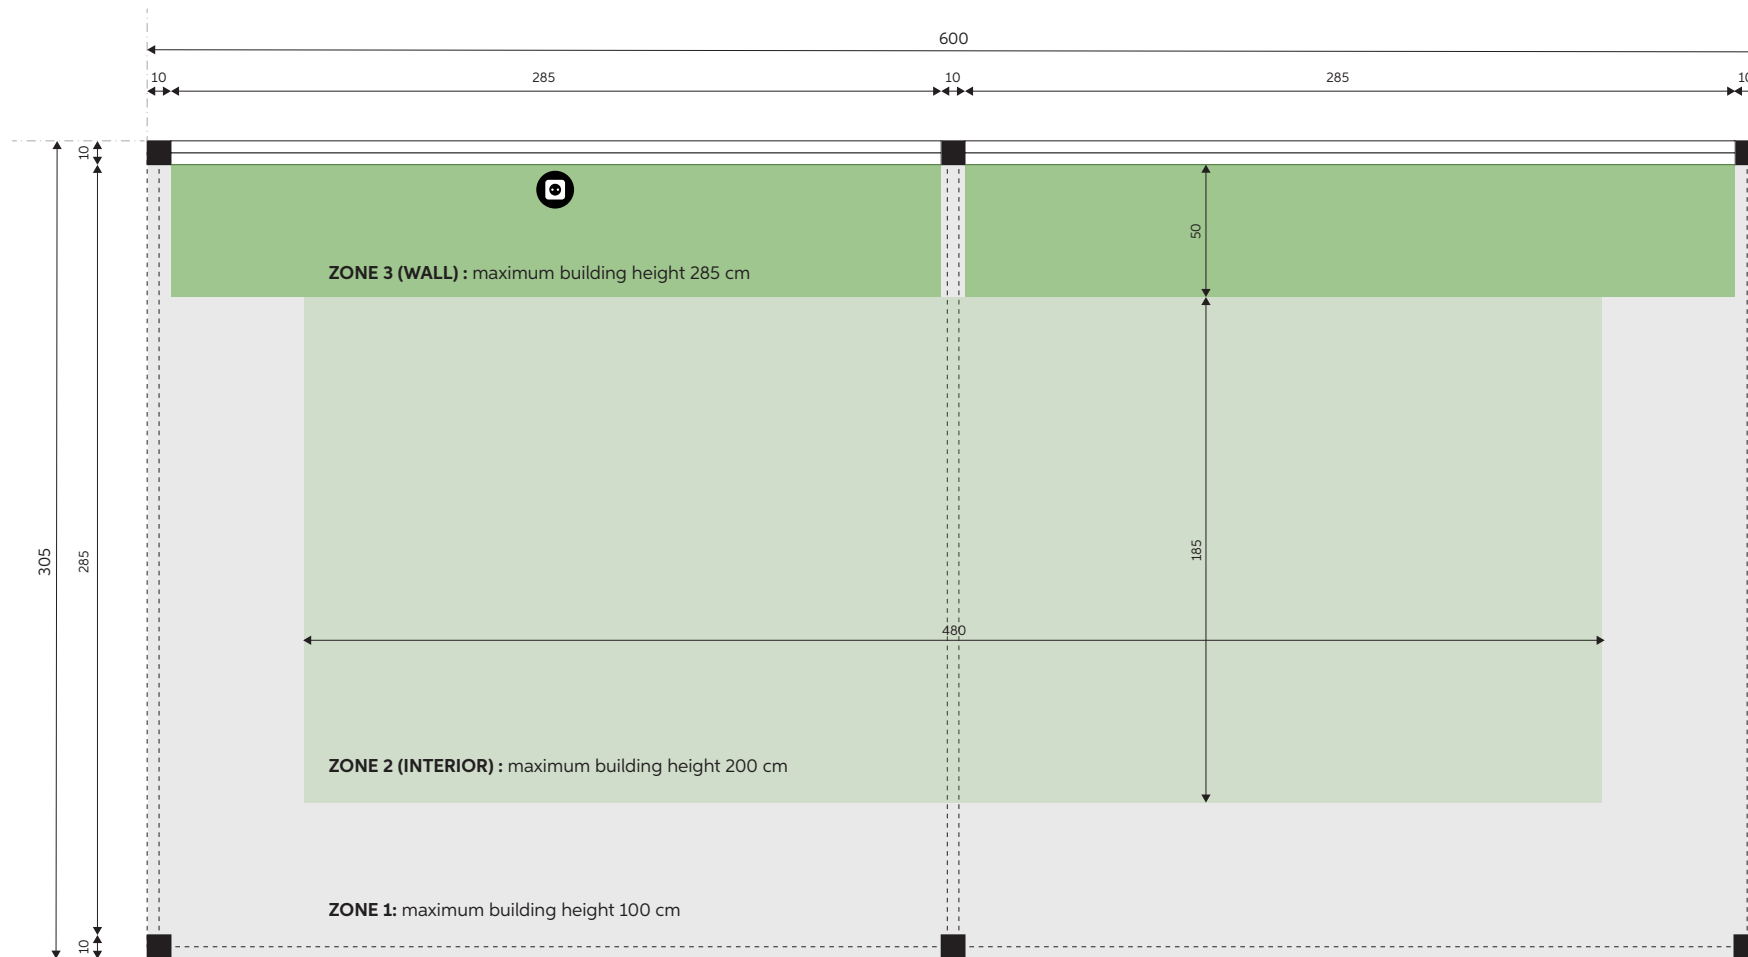 600
10 285 10 285
10
50
ZONE 3 (WALL) : maximum building height 285 cm
305
285
185
480
ZONE 2 (INTERIOR) : maximum building height 200 cm
ZONE 1: maximum building height 100 cm
10